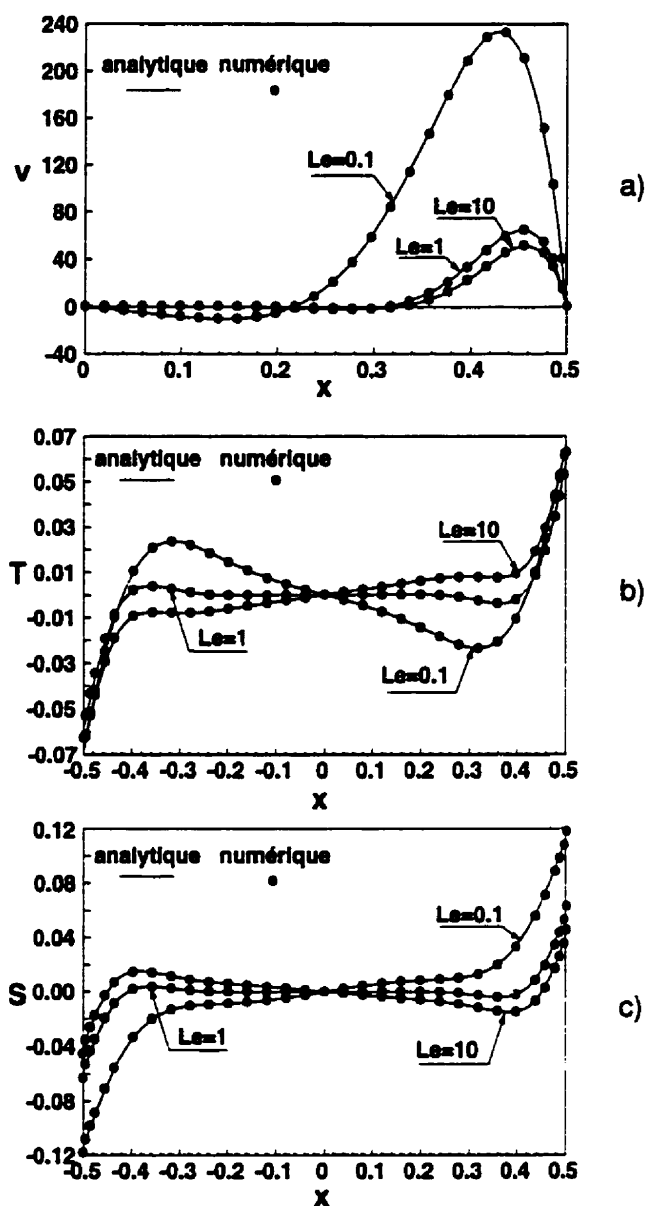 240
200
160
120
80
40
0
-40
v
analytique numérique
Le=0.1
Le=10
Le=1
0 0.1 0.2 0.3 0.4 0.5
x
a)
0.07
0.05
0.03
0.01
-0.01
-0.03
-0.05
-0.07
T
analytique numérique
Le=10
Le=1
Le=0.1
-0.5 -0.4 -0.3 -0.2 -0.1 0 0.1 0.2 0.3 0.4 0.5
x
b)
0.12
0.08
0.04
0.00
-0.04
-0.08
-0.12
S
analytique numérique
Le=0.1
Le=1
Le=10
-0.5 -0.4 -0.3 -0.2 -0.1 0 0.1 0.2 0.3 0.4 0.5
x
c)